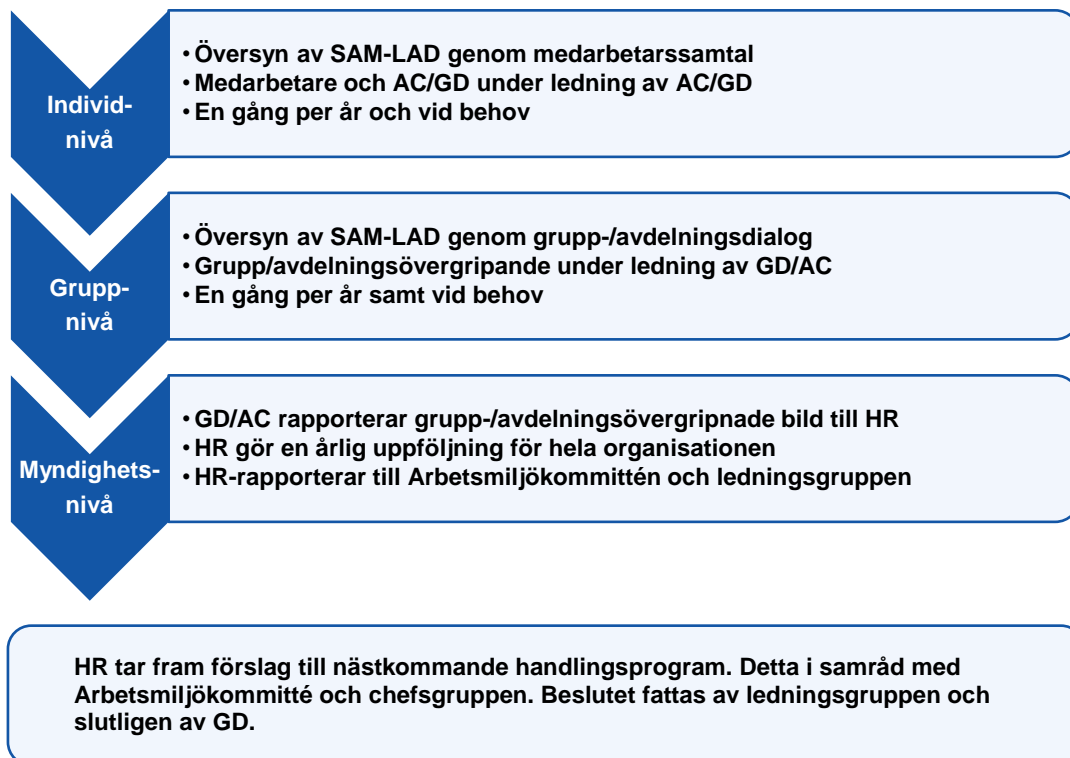 Individ-
nivå
• Översyn av SAM-LAD genom medarbetarssamtal
• Medarbetare och AC/GD under ledning av AC/GD
• En gång per år och vid behov
Grupp-
nivå
• Översyn av SAM-LAD genom grupp-/avdelningsdialog
• Grupp/avdelningsövergripande under ledning av GD/AC
• En gång per år samt vid behov
Myndighets-
nivå
• GD/AC rapporterar grupp-/avdelningsövergripnade bild till HR
• HR gör en årlig uppföljning för hela organisationen
• HR-rapporterar till Arbetsmiljökommittén och ledningsgruppen
HR tar fram förslag till nästkommande handlingsprogram. Detta i samråd med
Arbetsmiljökommitté och chefsgruppen. Beslutet fattas av ledningsgruppen och
slutligen av GD.